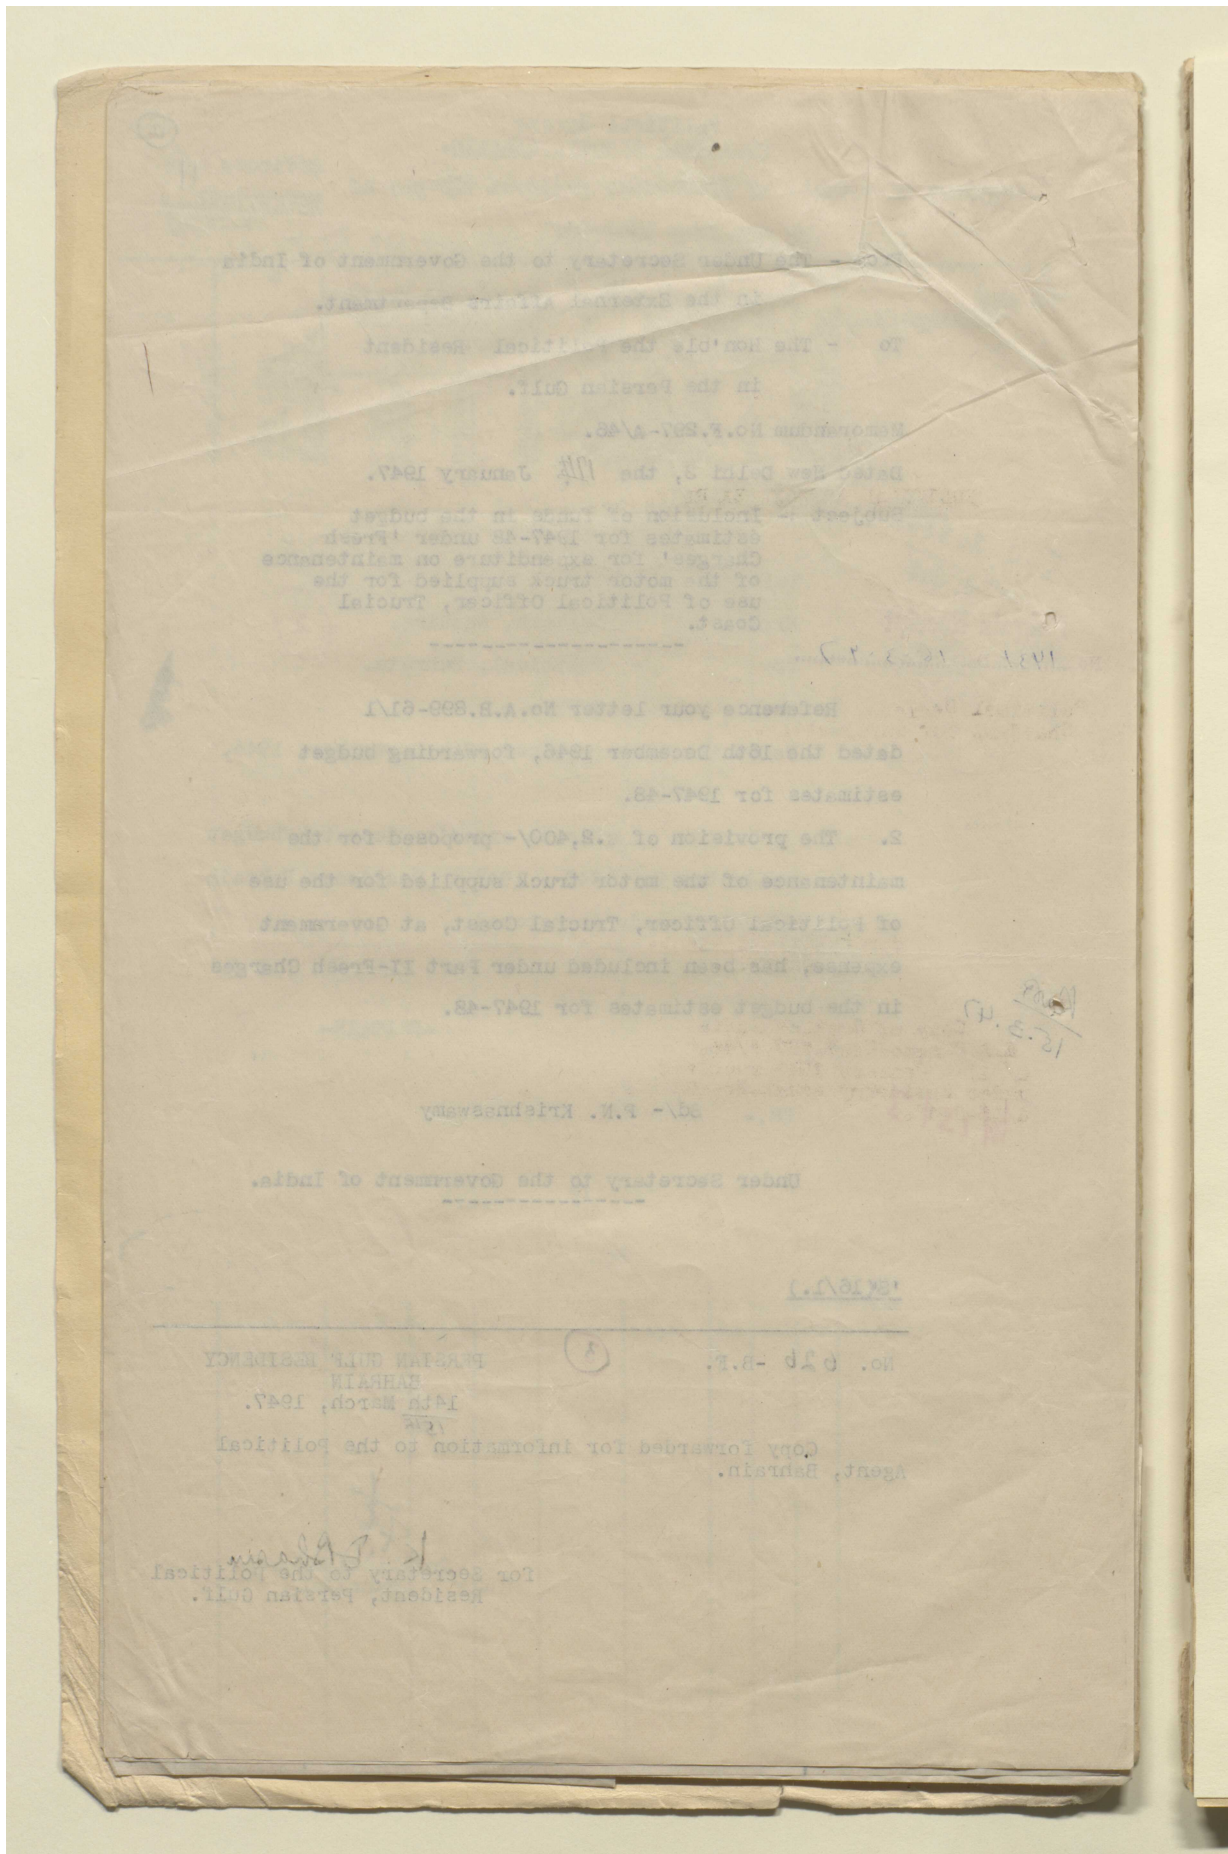 From - The Under Secretary to the Government of India
in the External Affairs Department.
To - The Hon'ble the Political Resident
in the Persian Gulf.
Memorandum No.F.297-A/46.
Dated New Delhi 3, the 17th January 1947.
Subject :- Inclusion of funds in the budget
estimates for 1947-48 under 'Fresh
Charges' for expenditure on maintenance
of the motor truck supplied for the
use of Political Officer, Trucial
Coast.
Reference your letter No.A.B.899-61/1
dated the 16th December 1946, forwarding budget
estimates for 1947-48.
2. The provision of .2,400/- proposed for the
maintenance of the motor truck supplied for the use
of Political Officer, Trucial Coast, at Government
expense, has been included under Part II-Fresh Charges
in the budget estimates for 1947-48.
15.3.47
Sd/- P.N. Krishnaswamy
Under Secretary to the Government of India.
'SK(16/1.)
No. 626 -B.F.
PERSIAN GULF RESIDENCY
BAHRAIN
14th March, 1947.
Copy forwarded for information to the Political
Agent, Bahrain.
for Secretary to the Political
Resident, Persian Gulf.